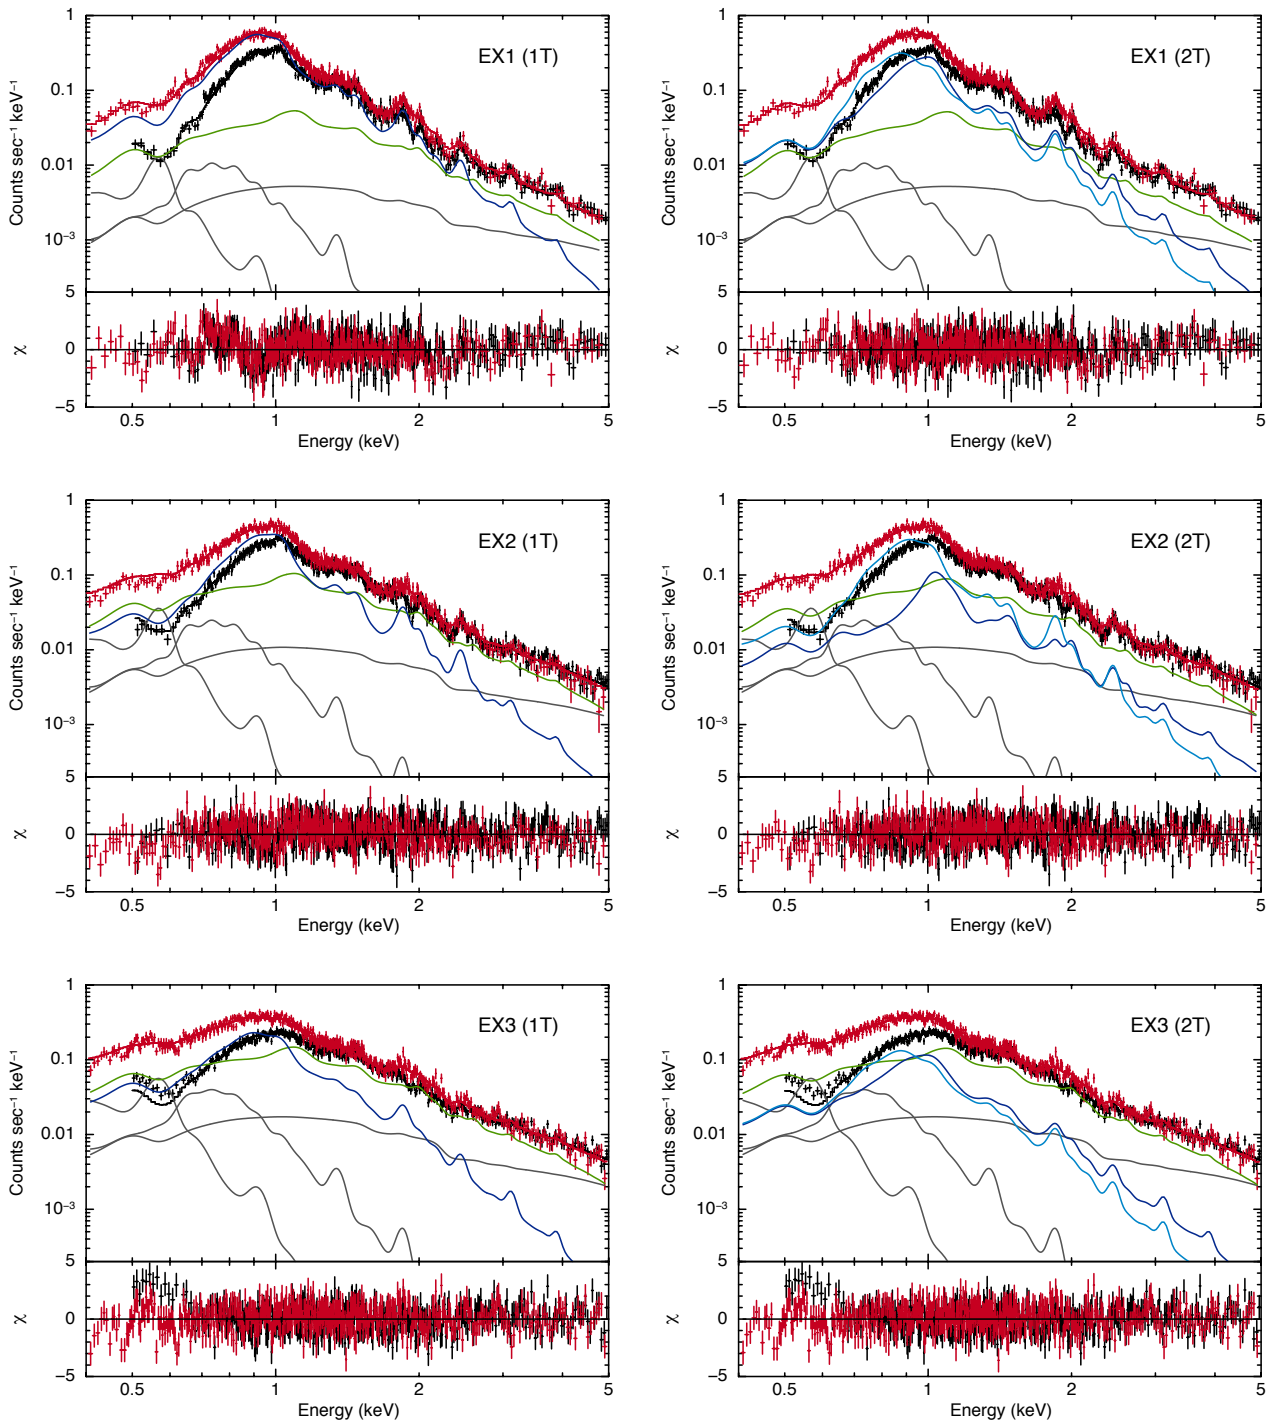 EX1 (1T)
Counts sec⁻¹ keV⁻¹
1
0.1
0.01
10⁻³
5
0
−5
χ
0.5 1 2 5
Energy (keV)
EX1 (2T)
Counts sec⁻¹ keV⁻¹
1
0.1
0.01
10⁻³
5
0
−5
χ
0.5 1 2 5
Energy (keV)
EX2 (1T)
Counts sec⁻¹ keV⁻¹
1
0.1
0.01
10⁻³
5
0
−5
χ
0.5 1 2 5
Energy (keV)
EX2 (2T)
Counts sec⁻¹ keV⁻¹
1
0.1
0.01
10⁻³
5
0
−5
χ
0.5 1 2 5
Energy (keV)
EX3 (1T)
Counts sec⁻¹ keV⁻¹
1
0.1
0.01
10⁻³
5
0
−5
χ
0.5 1 2 5
Energy (keV)
EX3 (2T)
Counts sec⁻¹ keV⁻¹
1
0.1
0.01
10⁻³
5
0
−5
χ
0.5 1 2 5
Energy (keV)